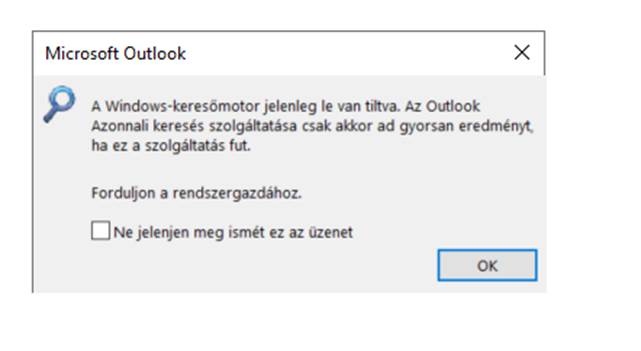 Microsoft Outlook
A Windows-keresőmotor jelenleg le van tiltva. Az Outlook
Azonnali keresés szolgáltatása csak akkor ad gyorsan eredményt,
ha ez a szolgáltatás fut.
Forduljon a rendszergazdához.
Ne jelenjen meg ismét ez az üzenet
OK